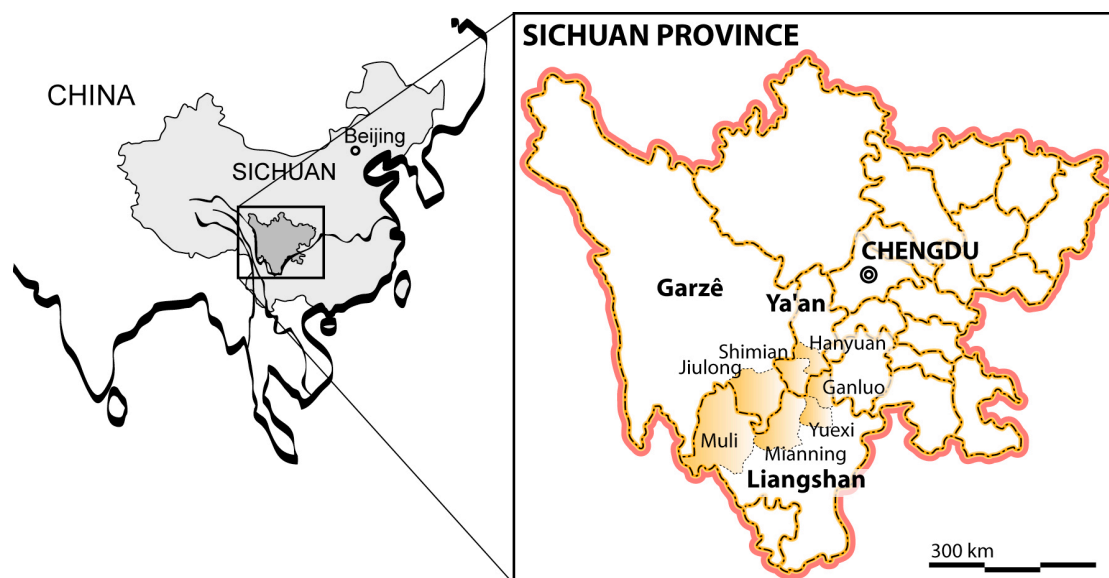 CHINA
Beijing
SICHUAN
SICHUAN PROVINCE
CHENGDU
Garzê
Ya'an
Hanyuan
Shimian
Jiulong
Ganluo
Yuexi
Muli
Mianning
Liangshan
300 km